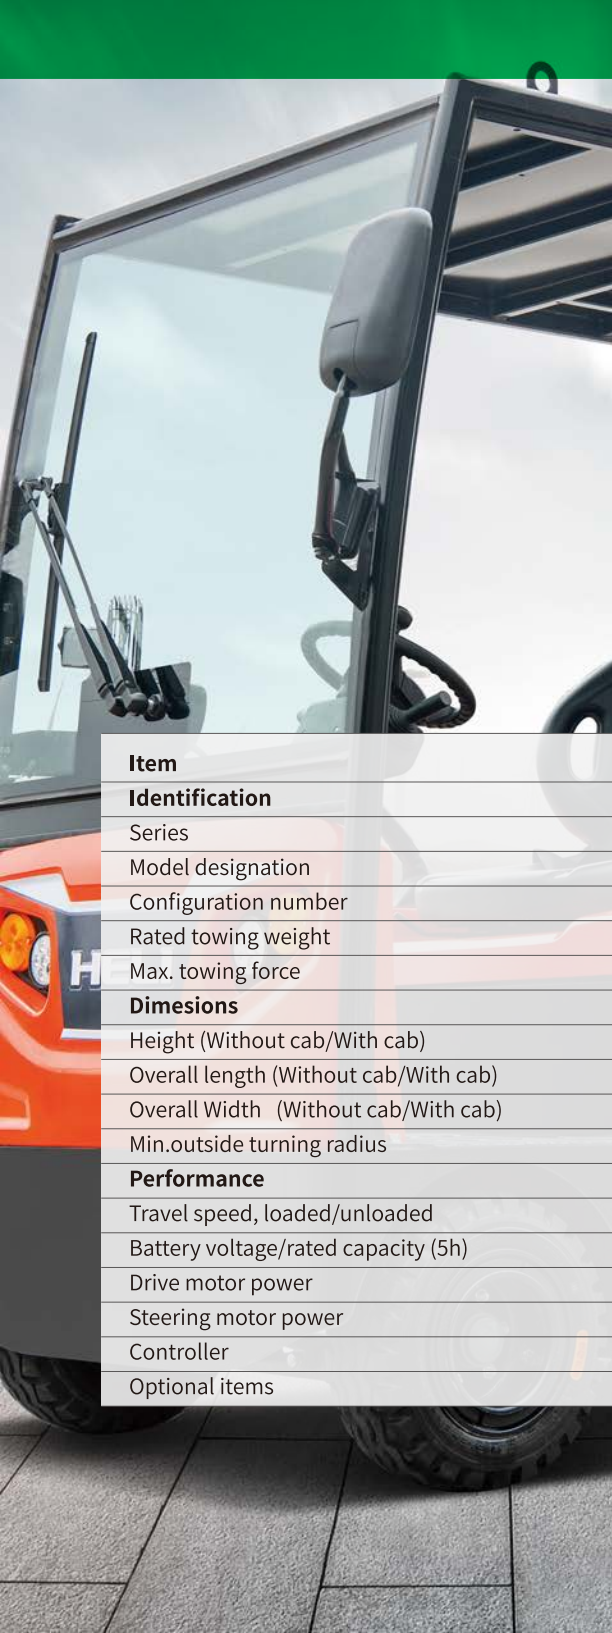 Item
Identification
Series
Model designation
Configuration number
Rated towing weight
HELI
Max. towing force
Dimesions
Height (Without cab/With cab)
Overall length (Without cab/With cab)
Overall Width (Without cab/With cab)
Min.outside turning radius
Performance
Travel speed, loaded/unloaded
Battery voltage/rated capacity (5h)
Drive motor power
Steering motor power
Controller
Optional items